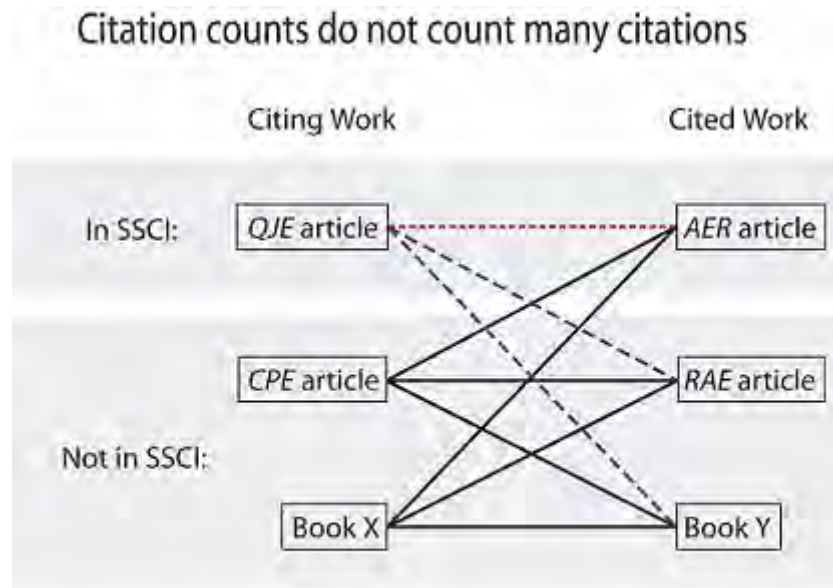 Citation counts do not count many citations
Citing Work
Cited Work
In SSCI:
QJE article
AER article
CPE article
RAE article
Not in SSCI:
Book X
Book Y